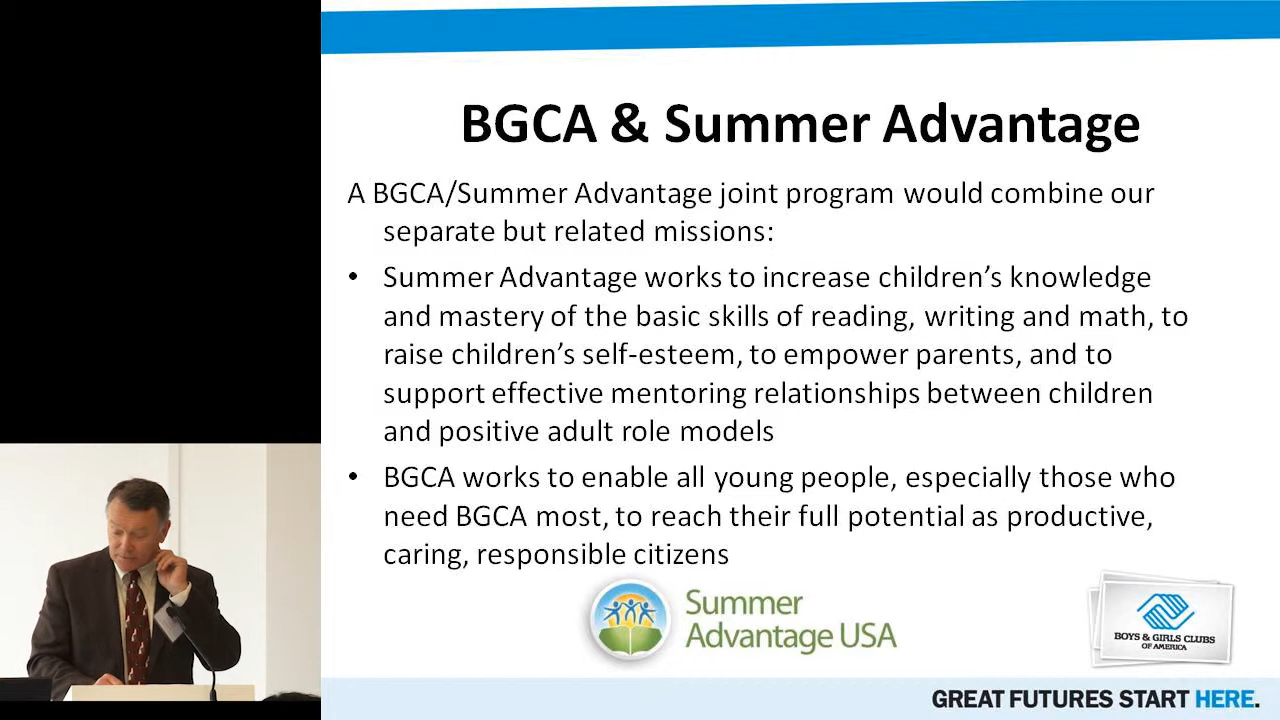 BGCA & Summer Advantage
A BGCA/Summer Advantage joint program would combine our
separate but related missions:
• Summer Advantage works to increase children’s knowledge
and mastery of the basic skills of reading, writing and math, to
raise children’s self-esteem, to empower parents, and to
support effective mentoring relationships between children
and positive adult role models
• BGCA works to enable all young people, especially those who
need BGCA most, to reach their full potential as productive,
caring, responsible citizens
Summer
Advantage USA
BOYS & GIRLS CLUBS
OF AMERICA
GREAT FUTURES START HERE.